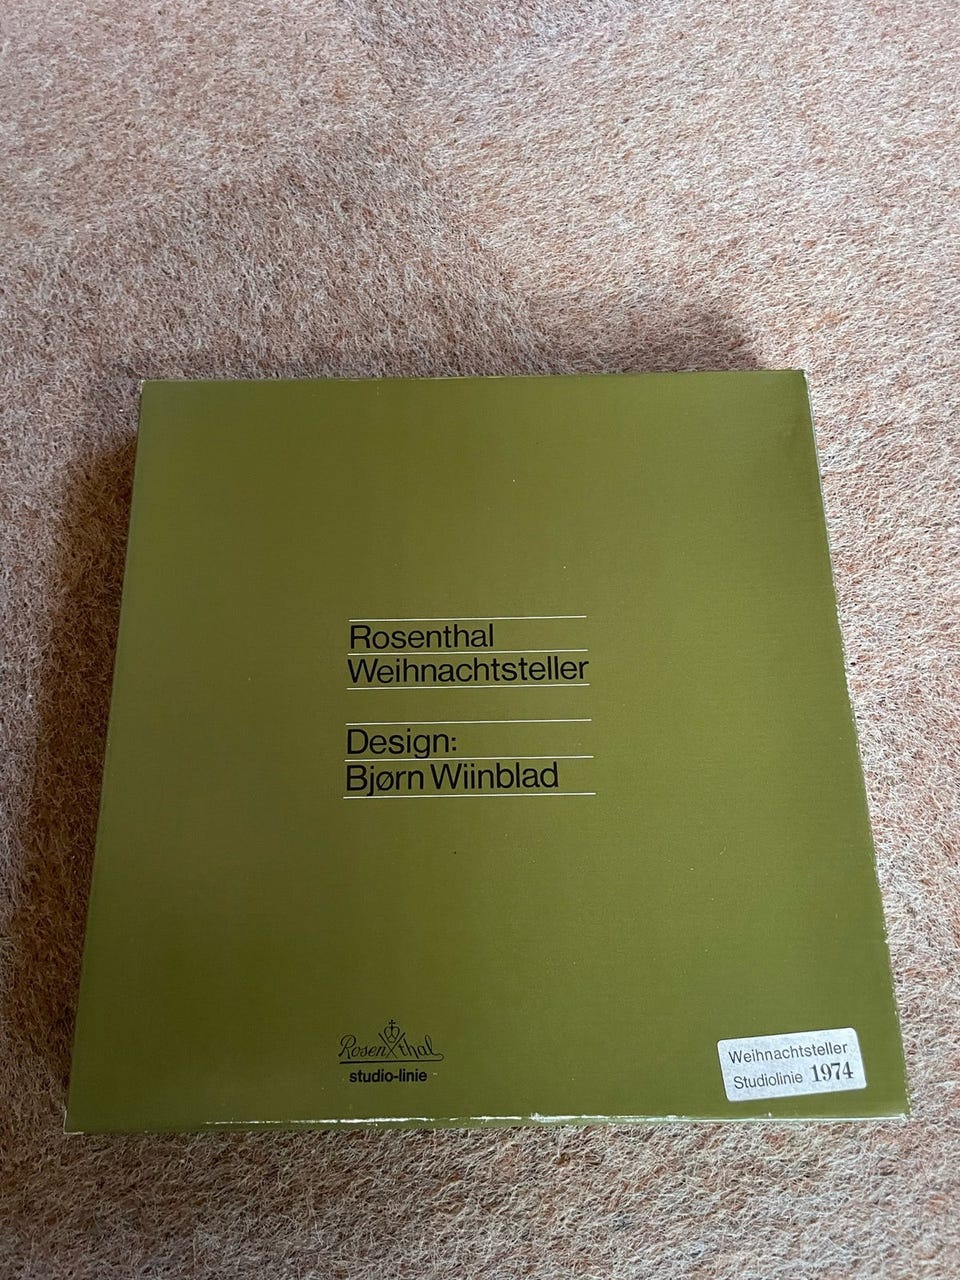 Rosenthal
Weihnachtsteller
Design:
Bjørn Wiinblad
Rosenthal
studio-linie
Weihnachtsteller
Studiolinie 1974